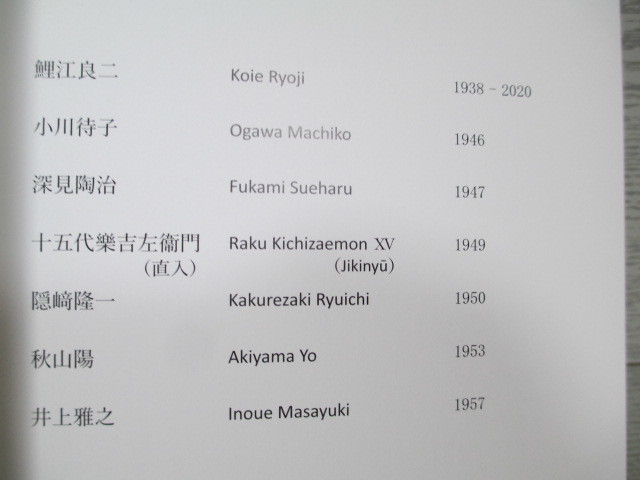 鯉江良二 Koie Ryoji 1938 - 2020
小川待子 Ogawa Machiko 1946
深見陶治 Fukami Sueharu 1947
十五代樂吉左衞門 Raku Kichizaemon XV 1949
（直入） （Jikinyū）
隠﨑隆一 Kakurezaki Ryuichi 1950
秋山陽 Akiyama Yo 1953
井上雅之 Inoue Masayuki 1957